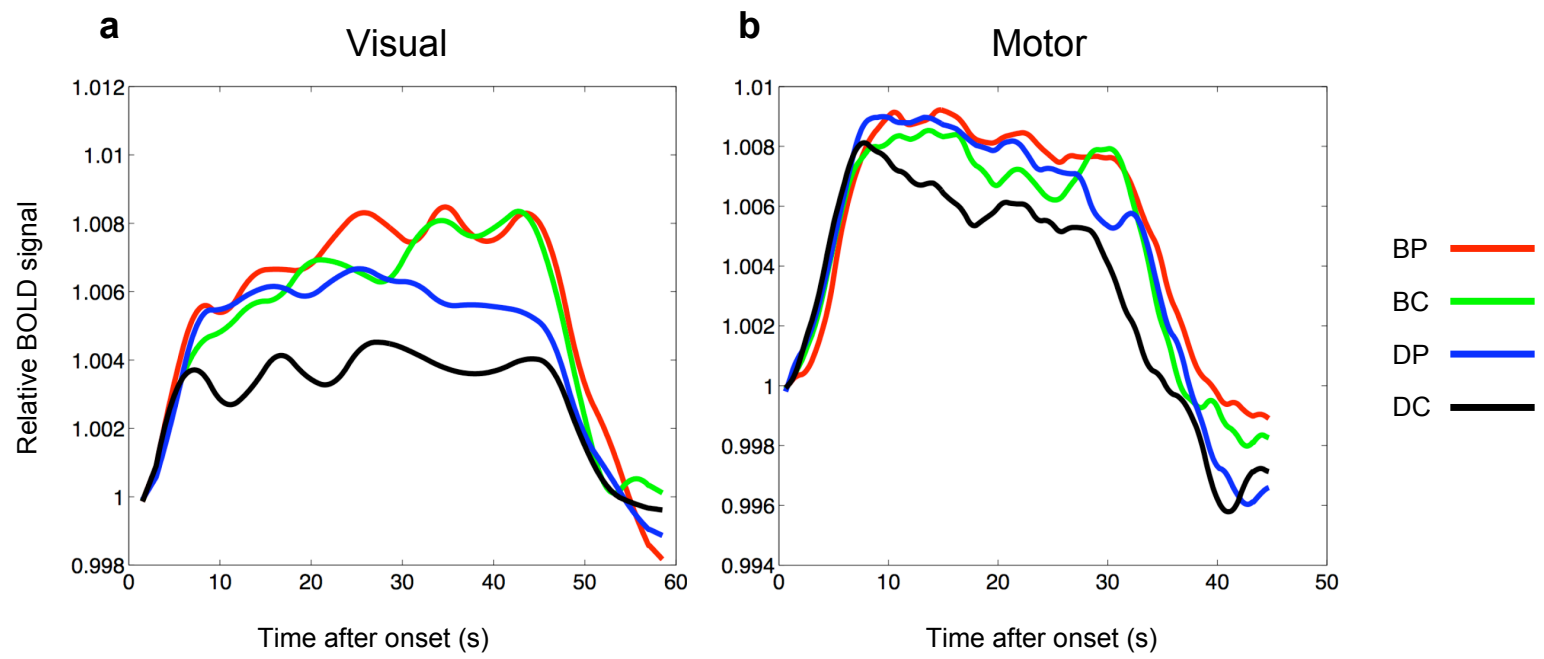 a
Visual
Relative BOLD signal
1.012
1.01
1.008
1.006
1.004
1.002
1
0.998
0 10 20 30 40 50 60
Time after onset (s)
b
Motor
1.01
1.008
1.006
1.004
1.002
1
0.998
0.996
0.994
0 10 20 30 40 50
Time after onset (s)
BP
BC
DP
DC